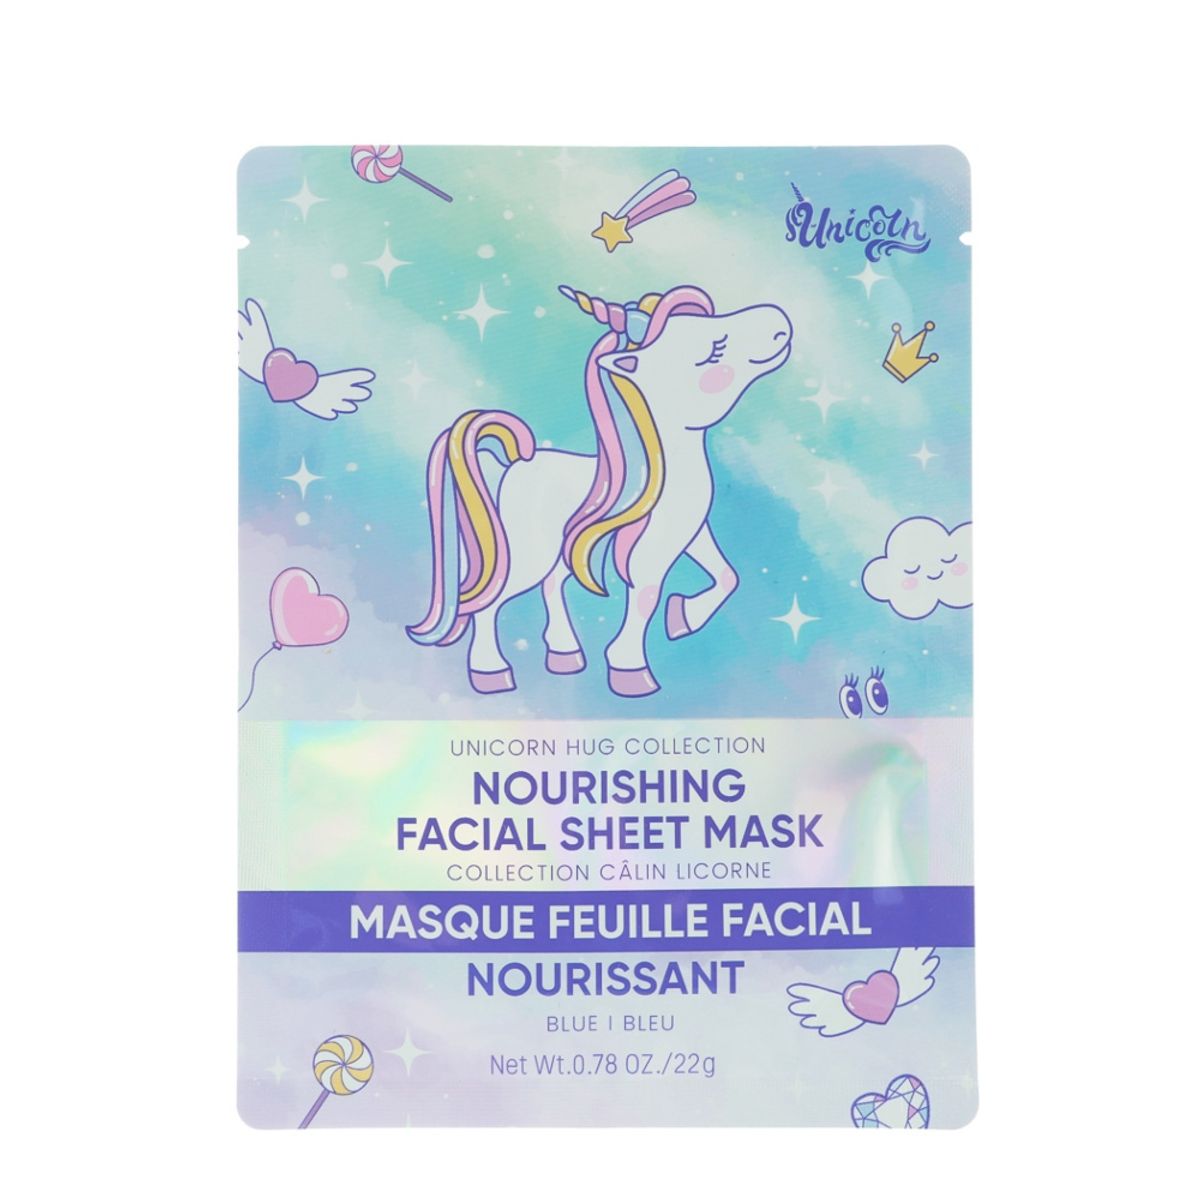 Unicorn
UNICORN HUG COLLECTION
NOURISHING
FACIAL SHEET MASK
COLLECTION CÂLIN LICORNE
MASQUE FEUILLE FACIAL
NOURISSANT
BLUE | BLEU
Net Wt.0.78 OZ./22g